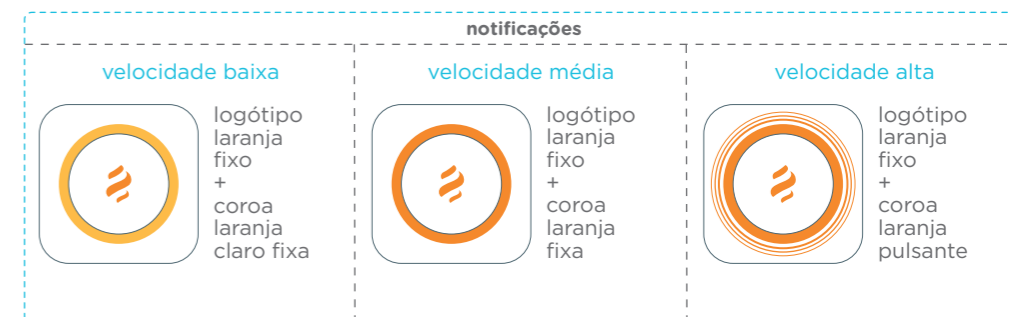 notificações
velocidade baixa
logótipo
laranja
fixo
+
coroa
laranja
claro fixa
velocidade média
logótipo
laranja
fixo
+
coroa
laranja
fixa
velocidade alta
logótipo
laranja
fixo
+
coroa
laranja
pulsante